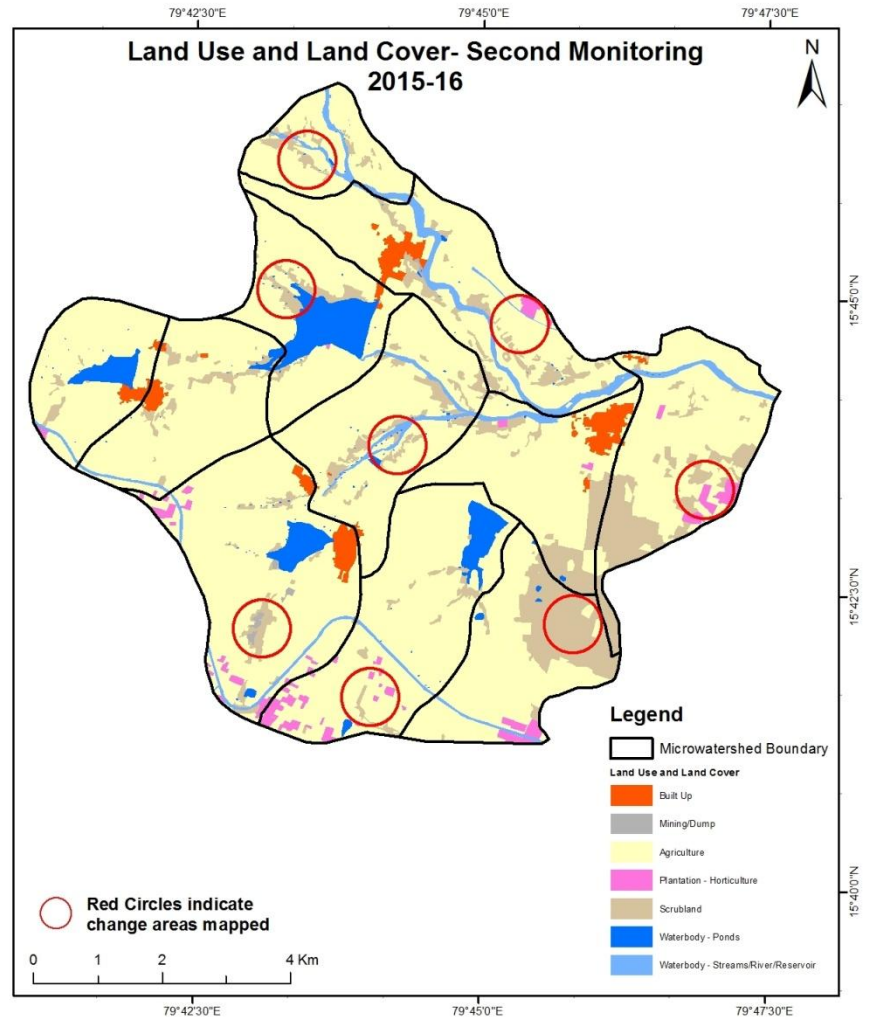 79°42'30"E 79°45'0"E 79°47'30"E
Land Use and Land Cover- Second Monitoring
2015-16
N
15°45'0"N
15°42'30"N
15°40'0"N
Legend
Microwatershed Boundary
Land Use and Land Cover
Built Up
Mining/Dump
Agriculture
Plantation - Horticulture
Scrubland
Waterbody - Ponds
Waterbody - Streams/River/Reservoir
Red Circles indicate
change areas mapped
0 1 2 4 Km
79°42'30"E 79°45'0"E 79°47'30"E